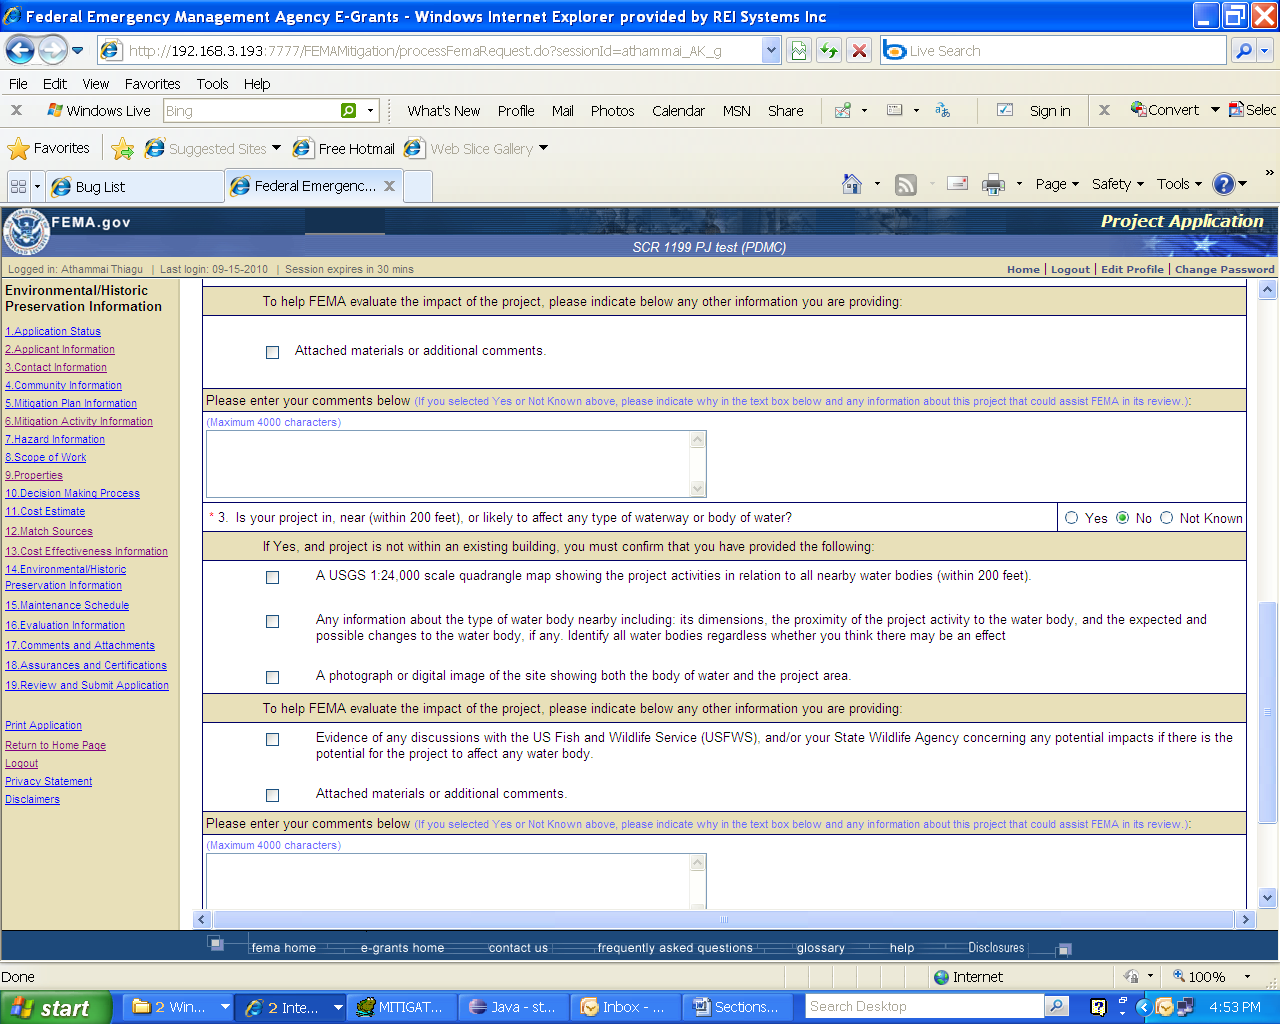 Federal Emergency Management Agency E-Grants - Windows Internet Explorer provided by REI Systems Inc
http://192.168.3.193:7777/FEMAMitigation/processFemaRequest.do?sessionId=athammai_AK_g
Live Search
File Edit View Favorites Tools Help
Windows Live Bing What's New Profile Mail Photos Calendar MSN Share Sign in Convert Selec
Favorites Suggested Sites Free Hotmail Web Slice Gallery
Bug List Federal Emergenc... Page Safety Tools
FEMA.gov Project Application
SCR 1199 PJ test (PDMC)
Logged in: Athammai Thiagu | Last login: 09-15-2010 | Session expires in 30 mins Home | Logout | Edit Profile | Change Password
Environmental/Historic
Preservation Information
1.Application Status
2.Applicant Information
3.Contact Information
4.Community Information
5.Mitigation Plan Information
6.Mitigation Activity Information
7.Hazard Information
8.Scope of Work
9.Properties
10.Decision Making Process
11.Cost Estimate
12.Match Sources
13.Cost Effectiveness Information
14.Environmental/Historic
Preservation Information
15.Maintenance Schedule
16.Evaluation Information
17.Comments and Attachments
18.Assurances and Certifications
19.Review and Submit Application
Print Application
Return to Home Page
Logout
Privacy Statement
Disclaimers
To help FEMA evaluate the impact of the project, please indicate below any other information you are providing:
Attached materials or additional comments.
Please enter your comments below (If you selected Yes or Not Known above, please indicate why in the text box below and any information about this project that could assist FEMA in its review.):
(Maximum 4000 characters)
* 3. Is your project in, near (within 200 feet), or likely to affect any type of waterway or body of water? Yes No Not Known
If Yes, and project is not within an existing building, you must confirm that you have provided the following:
A USGS 1:24,000 scale quadrangle map showing the project activities in relation to all nearby water bodies (within 200 feet).
Any information about the type of water body nearby including: its dimensions, the proximity of the project activity to the water body, and the expected and
possible changes to the water body, if any. Identify all water bodies regardless whether you think there may be an effect
A photograph or digital image of the site showing both the body of water and the project area.
To help FEMA evaluate the impact of the project, please indicate below any other information you are providing:
Evidence of any discussions with the US Fish and Wildlife Service (USFWS), and/or your State Wildlife Agency concerning any potential impacts if there is the
potential for the project to affect any water body.
Attached materials or additional comments.
Please enter your comments below (If you selected Yes or Not Known above, please indicate why in the text box below and any information about this project that could assist FEMA in its review.):
(Maximum 4000 characters)
fema home e-grants home contact us frequently asked questions glossary help Disclosures
Done Internet 100%
start 2 Win... 2 Inte... MITIGAT... Java - st... Inbox - ... Sections... Search Desktop 4:53 PM